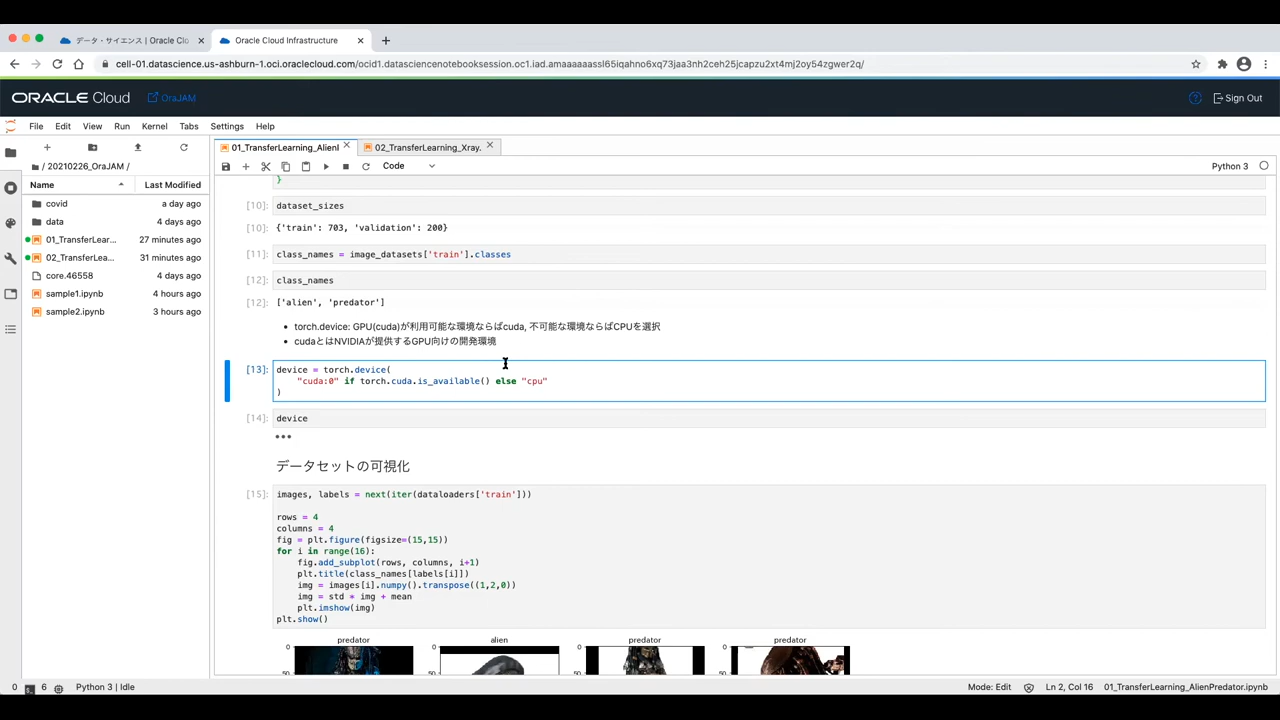 データ・サイエンス | Oracle Clo
Oracle Cloud Infrastructure
cell-01.datascience.us-ashburn-1.oci.oraclecloud.com/ocid1.datasciencenotebooksession.oc1.iad.amaaaaaassl65iqahno6xq73jaa3nh2ceh25jcapzu2xt4mj2oy54zgwer2q/
ORACLE Cloud
OraJAM
Sign Out
File Edit View Run Kernel Tabs Settings Help
01_TransferLearning_AlienI
02_TransferLearning_Xray.
/ 20210226_OraJAM /
Code
Python 3
Name Last Modified
covid a day ago
data 4 days ago
01_TransferLear... 27 minutes ago
02_TransferLea... 31 minutes ago
core.46558 4 days ago
sample1.ipynb 4 hours ago
sample2.ipynb 3 hours ago
}
[10]: dataset_sizes
[10]: {'train': 703, 'validation': 200}
[11]: class_names = image_datasets['train'].classes
[12]: class_names
[12]: ['alien', 'predator']
• torch.device: GPU(cuda)が利用可能な環境ならばcuda, 不可能な環境ならばCPUを選択
• cudaとはNVIDIAが提供するGPU向けの開発環境
[13]: device = torch.device(
"cuda:0" if torch.cuda.is_available() else "cpu"
)
[14]: device
•••
データセットの可視化
[15]: images, labels = next(iter(dataloaders['train']))
rows = 4
columns = 4
fig = plt.figure(figsize=(15,15))
for i in range(16):
fig.add_subplot(rows, columns, i+1)
plt.title(class_names[labels[i]])
img = images[i].numpy().transpose((1,2,0))
img = std * img + mean
plt.imshow(img)
plt.show()
predator alien predator predator
0 0 0 0
50 50 50 50
0 6 Python 3 | Idle
Mode: Edit Ln 2, Col 16 01_TransferLearning_AlienPredator.ipynb